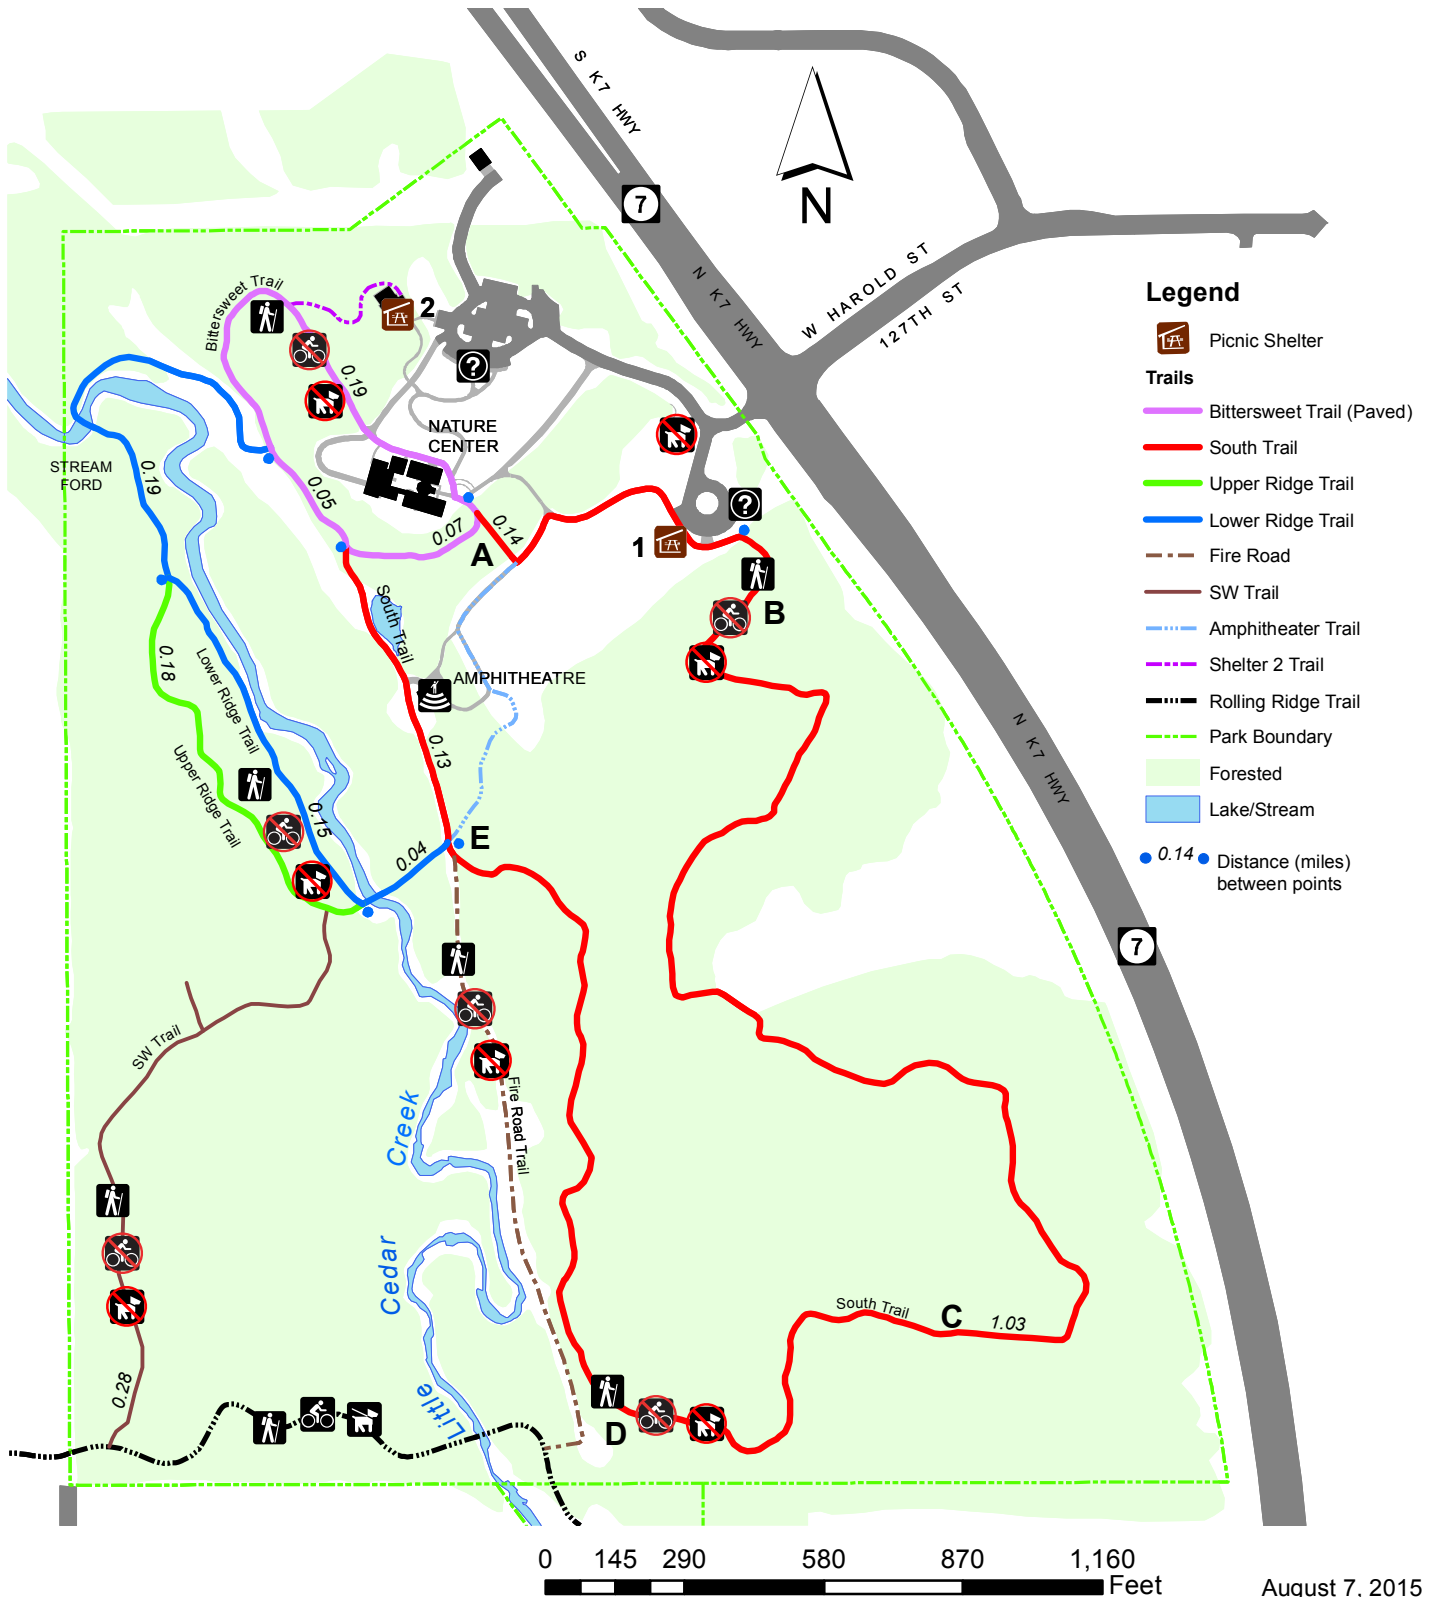 S K7 HWY
7
N
N K7 HWY
W HAROLD ST
127TH ST
Bittersweet Trail
2
?
0.19
NATURE
CENTER
STREAM
FORD
0.19
0.05
0.07
0.14
A
1
?
B
South Trail
0.18
Lower Ridge Trail
Upper Ridge Trail
AMPHITHEATRE
0.13
0.15
0.04
E
N K7 HWY
7
SW Trail
Fire Road Trail
Creek
Cedar
Little
South Trail
C
1.03
0.28
D
Legend
Picnic Shelter
Trails
Bittersweet Trail (Paved)
South Trail
Upper Ridge Trail
Lower Ridge Trail
Fire Road
SW Trail
Amphitheater Trail
Shelter 2 Trail
Rolling Ridge Trail
Park Boundary
Forested
Lake/Stream
0.14 Distance (miles)
between points
0 145 290 580 870 1,160
Feet
August 7, 2015